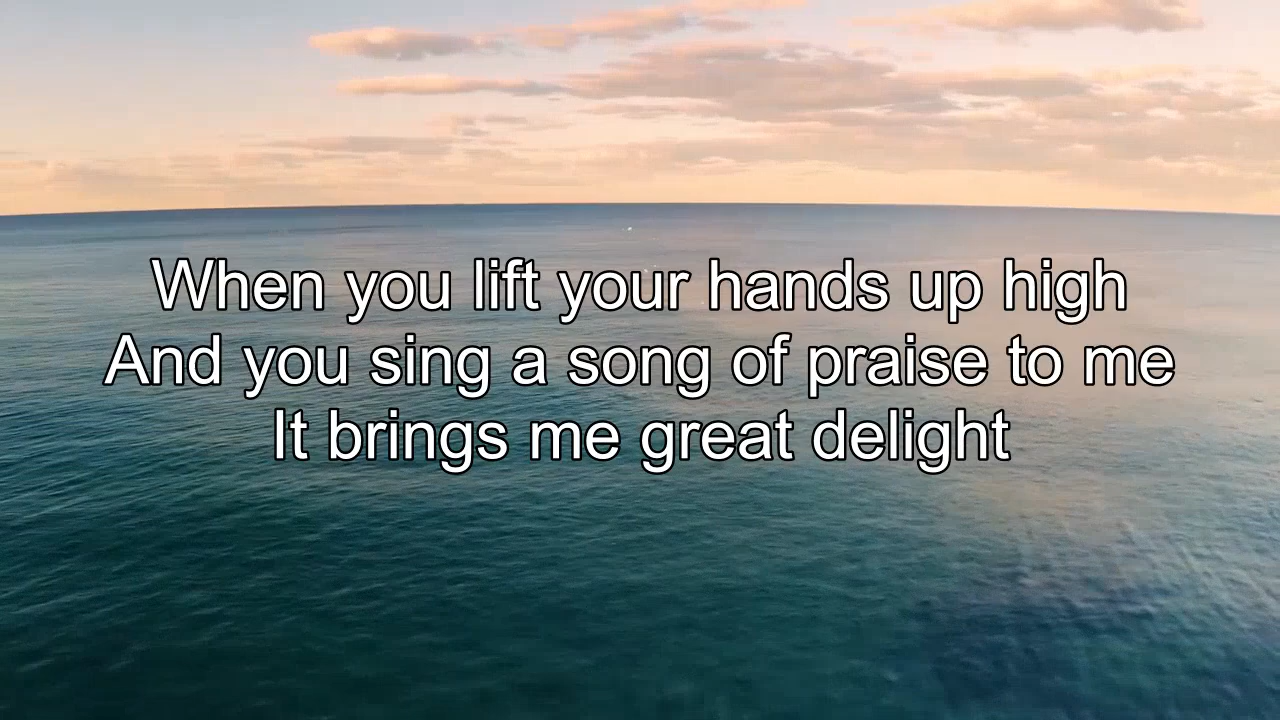 When you lift your hands up high
And you sing a song of praise to me
It brings me great delight